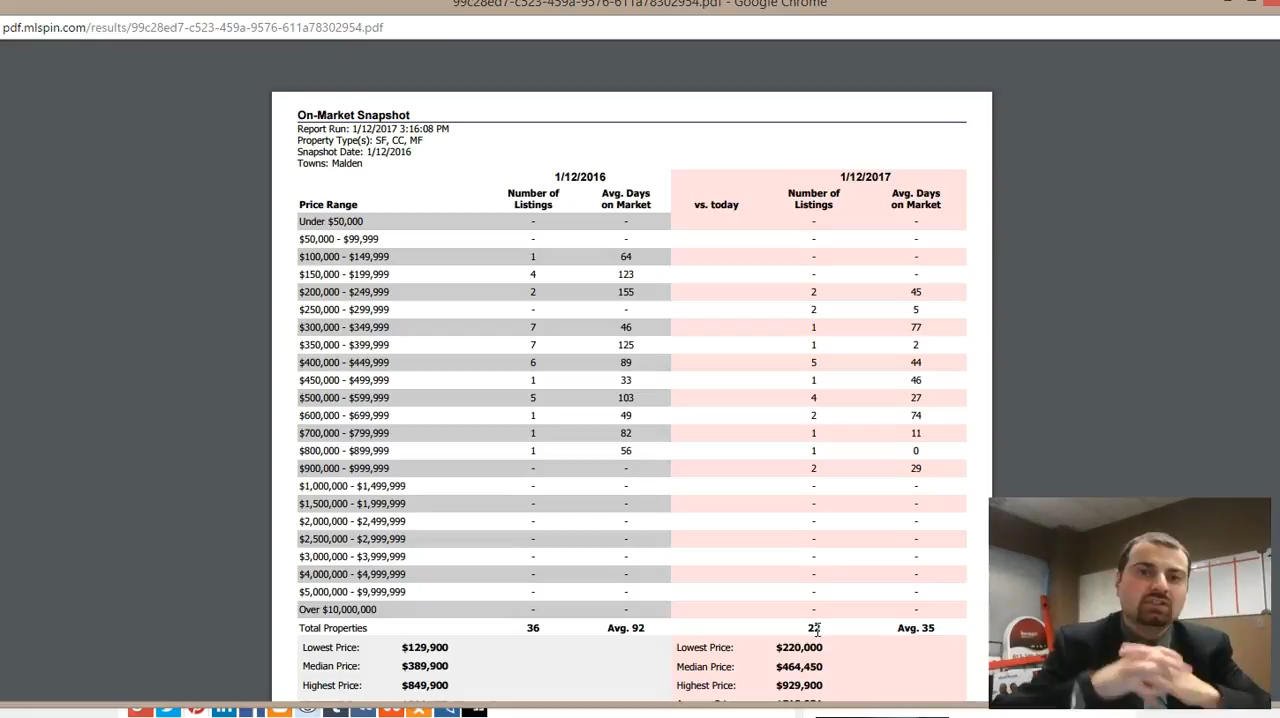 99c28ed7-c523-459a-9576-611a78302954.pdf - Google Chrome
pdf.mlspin.com/results/99c28ed7-c523-459a-9576-611a78302954.pdf
On-Market Snapshot
Report Run: 1/12/2017 3:16:08 PM
Property Type(s): SF, CC, MF
Snapshot Date: 1/12/2016
Towns: Malden
1/12/2016 1/12/2017
Number of Avg. Days Number of Avg. Days
Price Range Listings on Market vs. today Listings on Market
Under $50,000 - - - -
$50,000 - $99,999 - - - -
$100,000 - $149,999 1 64 - -
$150,000 - $199,999 4 123 - -
$200,000 - $249,999 2 155 2 45
$250,000 - $299,999 - - 2 5
$300,000 - $349,999 7 46 1 77
$350,000 - $399,999 7 125 1 2
$400,000 - $449,999 6 89 5 44
$450,000 - $499,999 1 33 1 46
$500,000 - $599,999 5 103 4 27
$600,000 - $699,999 1 49 2 74
$700,000 - $799,999 1 82 1 11
$800,000 - $899,999 1 56 1 0
$900,000 - $999,999 - - 2 29
$1,000,000 - $1,499,999 - - - -
$1,500,000 - $1,999,999 - - - -
$2,000,000 - $2,499,999 - - - -
$2,500,000 - $2,999,999 - - - -
$3,000,000 - $3,999,999 - - - -
$4,000,000 - $4,999,999 - - - -
$5,000,000 - $9,999,999 - - - -
Over $10,000,000 - - - -
Total Properties 36 Avg. 92 22 Avg. 35
Lowest Price: $129,900 Lowest Price: $220,000
Median Price: $389,900 Median Price: $464,450
Highest Price: $849,900 Highest Price: $929,900